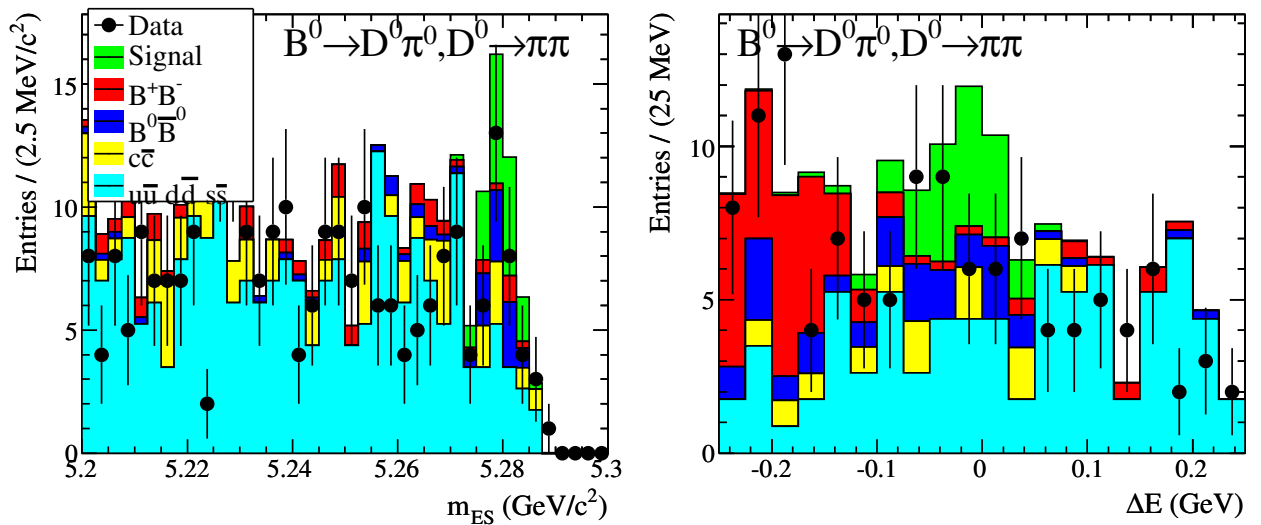 Entries / (2.5 MeV/c²)
15
10
5
0
Data
Signal
B⁺B⁻
B⁰B̅⁰
cc̅
uu̅ dd̅ ss̅
B⁰→D⁰π⁰,D⁰→ππ
5.2 5.22 5.24 5.26 5.28 5.3
m_ES (GeV/c²)
Entries / (25 MeV)
10
5
0
B⁰→D⁰π⁰,D⁰→ππ
-0.2 -0.1 0 0.1 0.2
ΔE (GeV)